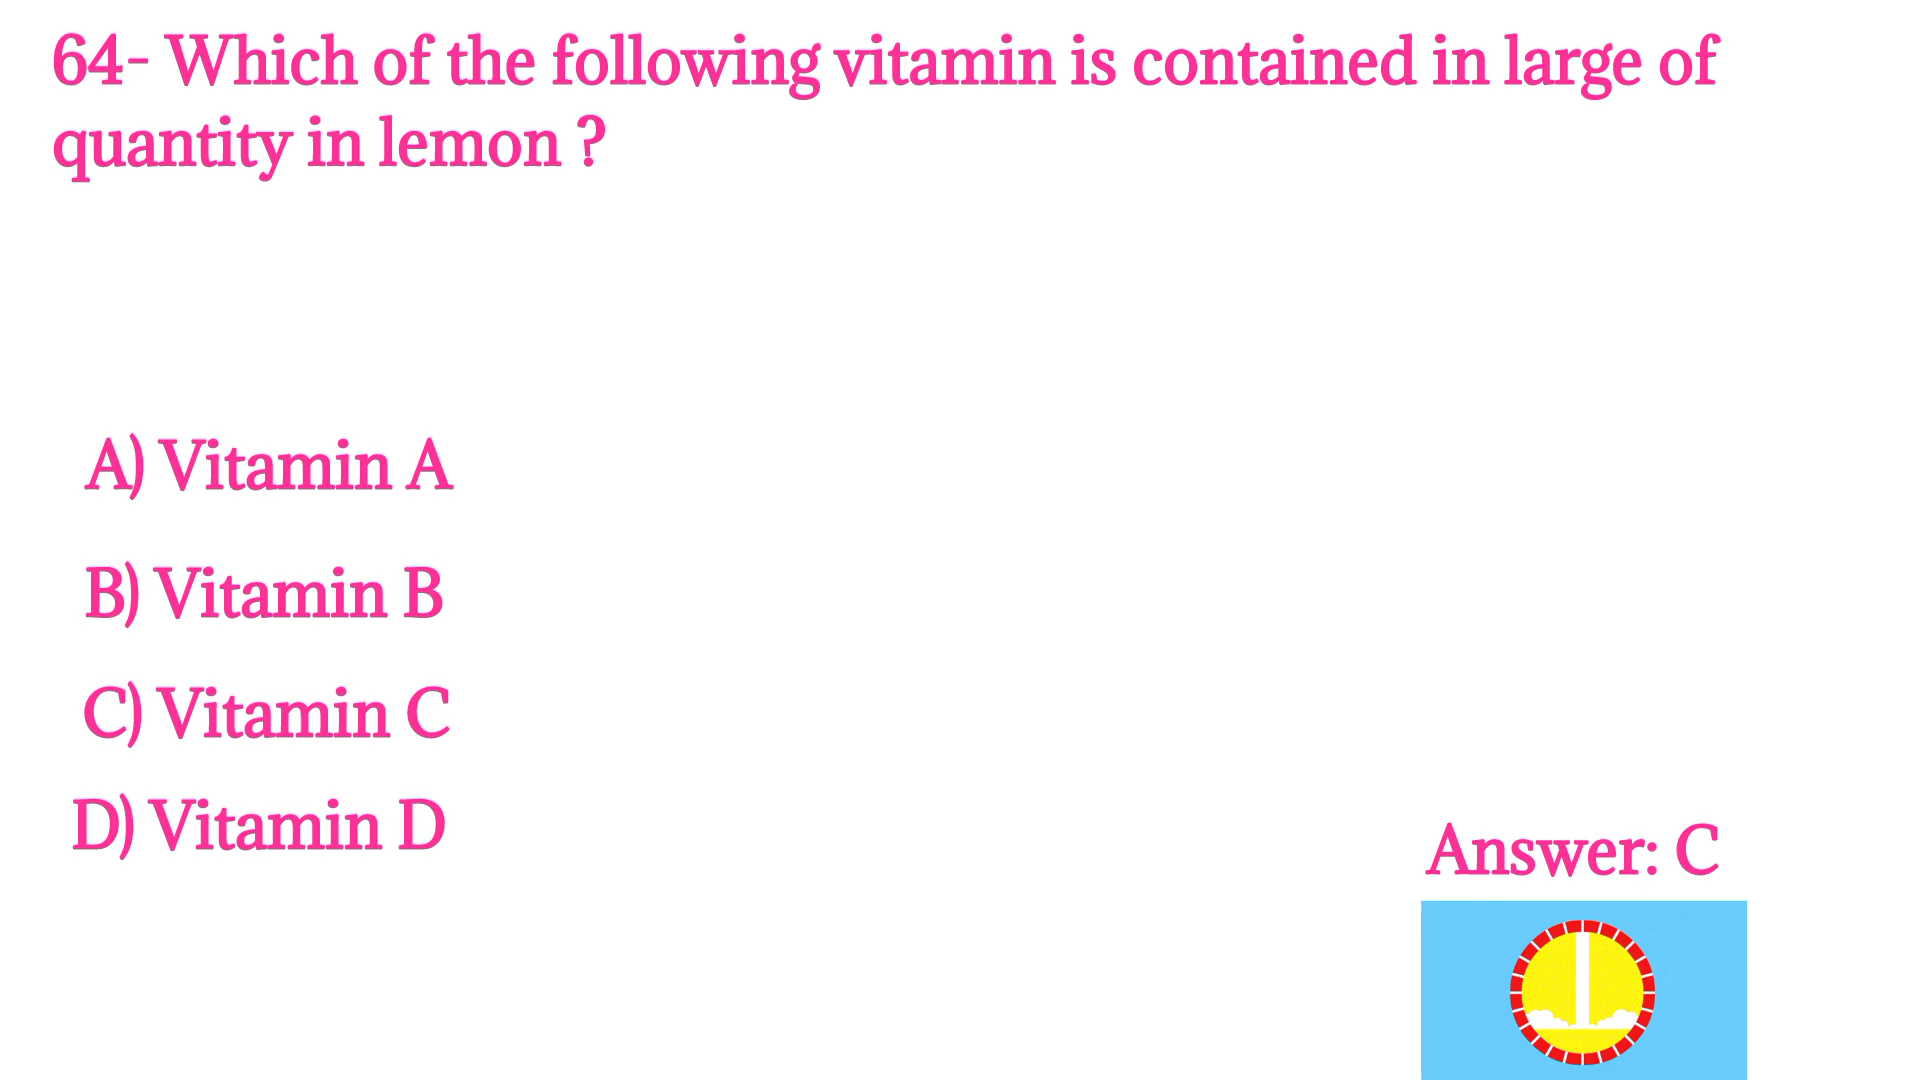 64- Which of the following vitamin is contained in large of
quantity in lemon ?
A) Vitamin A
B) Vitamin B
C) Vitamin C
D) Vitamin D
Answer: C